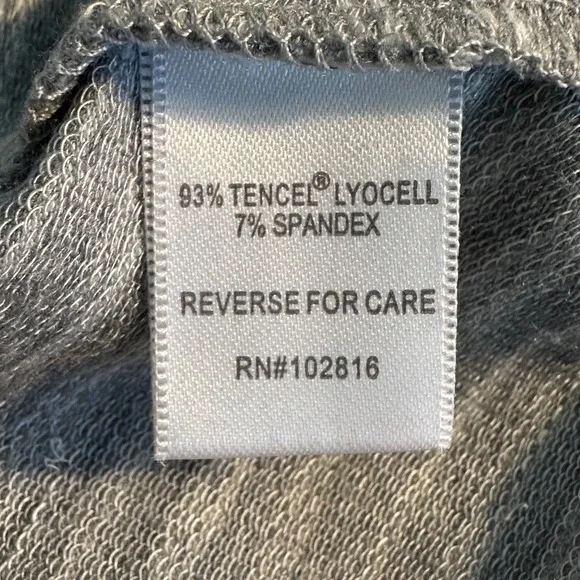 93% TENCEL® LYOCELL
7% SPANDEX
REVERSE FOR CARE
RN#102816